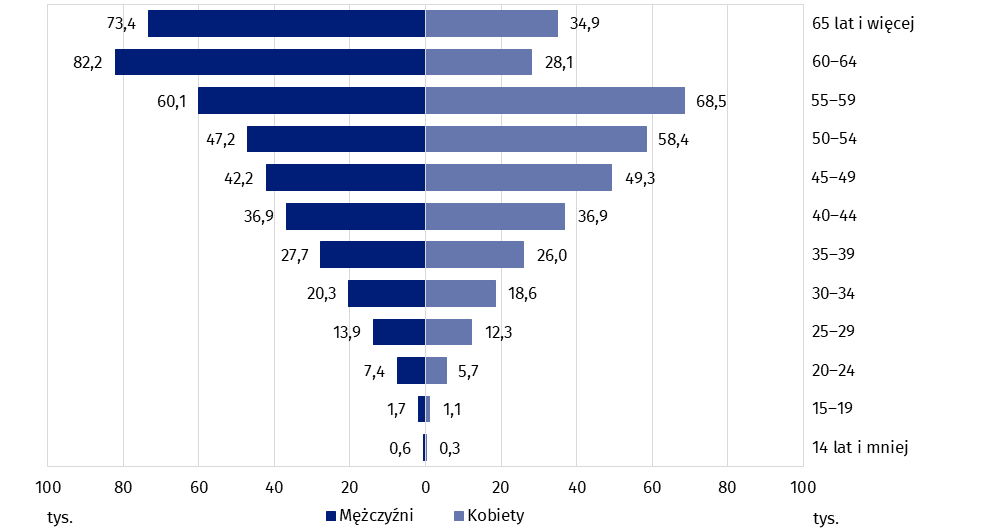 73,4 34,9 65 lat i więcej
82,2 28,1 60–64
60,1 68,5 55–59
47,2 58,4 50–54
42,2 49,3 45–49
36,9 36,9 40–44
27,7 26,0 35–39
20,3 18,6 30–34
13,9 12,3 25–29
7,4 5,7 20–24
1,7 1,1 15–19
0,6 0,3 14 lat i mniej
100 80 60 40 20 0 20 40 60 80 100
tys. Mężczyźni Kobiety tys.